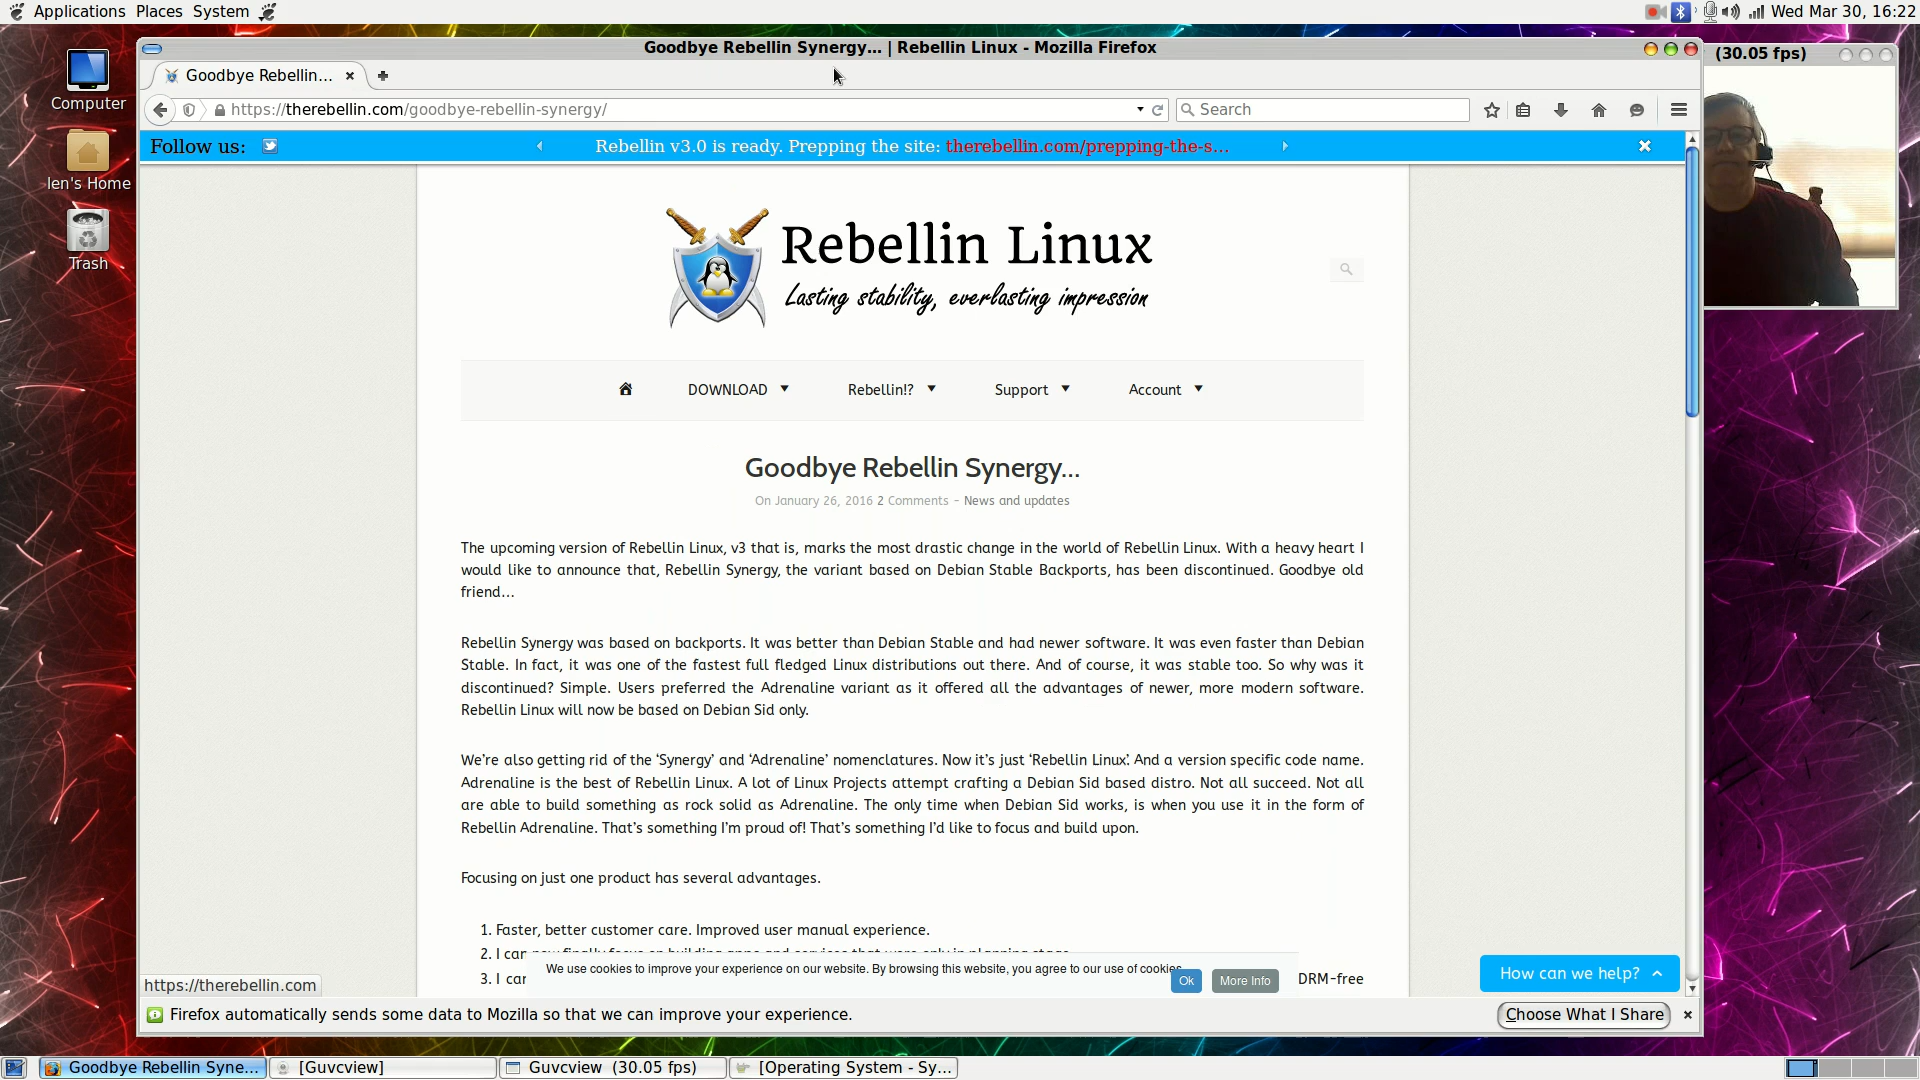 Applications Places System
Wed Mar 30, 16:22
Goodbye Rebellin Synergy... | Rebellin Linux - Mozilla Firefox
(30.05 fps)
Goodbye Rebellin...
https://therebellin.com/goodbye-rebellin-synergy/
Search
Computer
len's Home
Trash
Follow us:
Rebellin v3.0 is ready. Prepping the site: therebellin.com/prepping-the-s...
Rebellin Linux
Lasting stability, everlasting impression
DOWNLOAD Rebellin!? Support Account
Goodbye Rebellin Synergy...
On January 26, 2016 2 Comments - News and updates
The upcoming version of Rebellin Linux, v3 that is, marks the most drastic change in the world of Rebellin Linux. With a heavy heart I
would like to announce that, Rebellin Synergy, the variant based on Debian Stable Backports, has been discontinued. Goodbye old
friend...
Rebellin Synergy was based on backports. It was better than Debian Stable and had newer software. It was even faster than Debian
Stable. In fact, it was one of the fastest full fledged Linux distributions out there. And of course, it was stable too. So why was it
discontinued? Simple. Users preferred the Adrenaline variant as it offered all the advantages of newer, more modern software.
Rebellin Linux will now be based on Debian Sid only.
We’re also getting rid of the ‘Synergy’ and ‘Adrenaline’ nomenclatures. Now it’s just ‘Rebellin Linux’. And a version specific code name.
Adrenaline is the best of Rebellin Linux. A lot of Linux Projects attempt crafting a Debian Sid based distro. Not all succeed. Not all
are able to build something as rock solid as Adrenaline. The only time when Debian Sid works, is when you use it in the form of
Rebellin Adrenaline. That’s something I’m proud of! That’s something I’d like to focus and build upon.
Focusing on just one product has several advantages.
1. Faster, better customer care. Improved user manual experience.
2. I can now finally focus on building apps and services that were only in planning stage.
3. I can DRM-free
We use cookies to improve your experience on our website. By browsing this website, you agree to our use of cookies.
Ok
More Info
How can we help?
https://therebellin.com
Firefox automatically sends some data to Mozilla so that we can improve your experience.
Choose What I Share
Goodbye Rebellin Syne...
[Guvcview]
Guvcview (30.05 fps)
[Operating System - Sy...